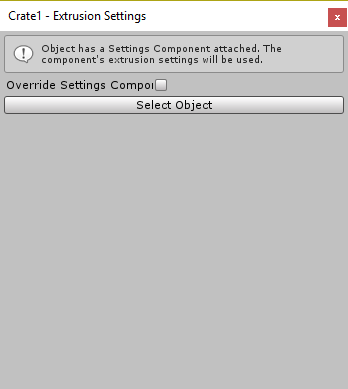 Crate1 - Extrusion Settings
x
Object has a Settings Component attached. The
component's extrusion settings will be used.
Override Settings Compor
Select Object